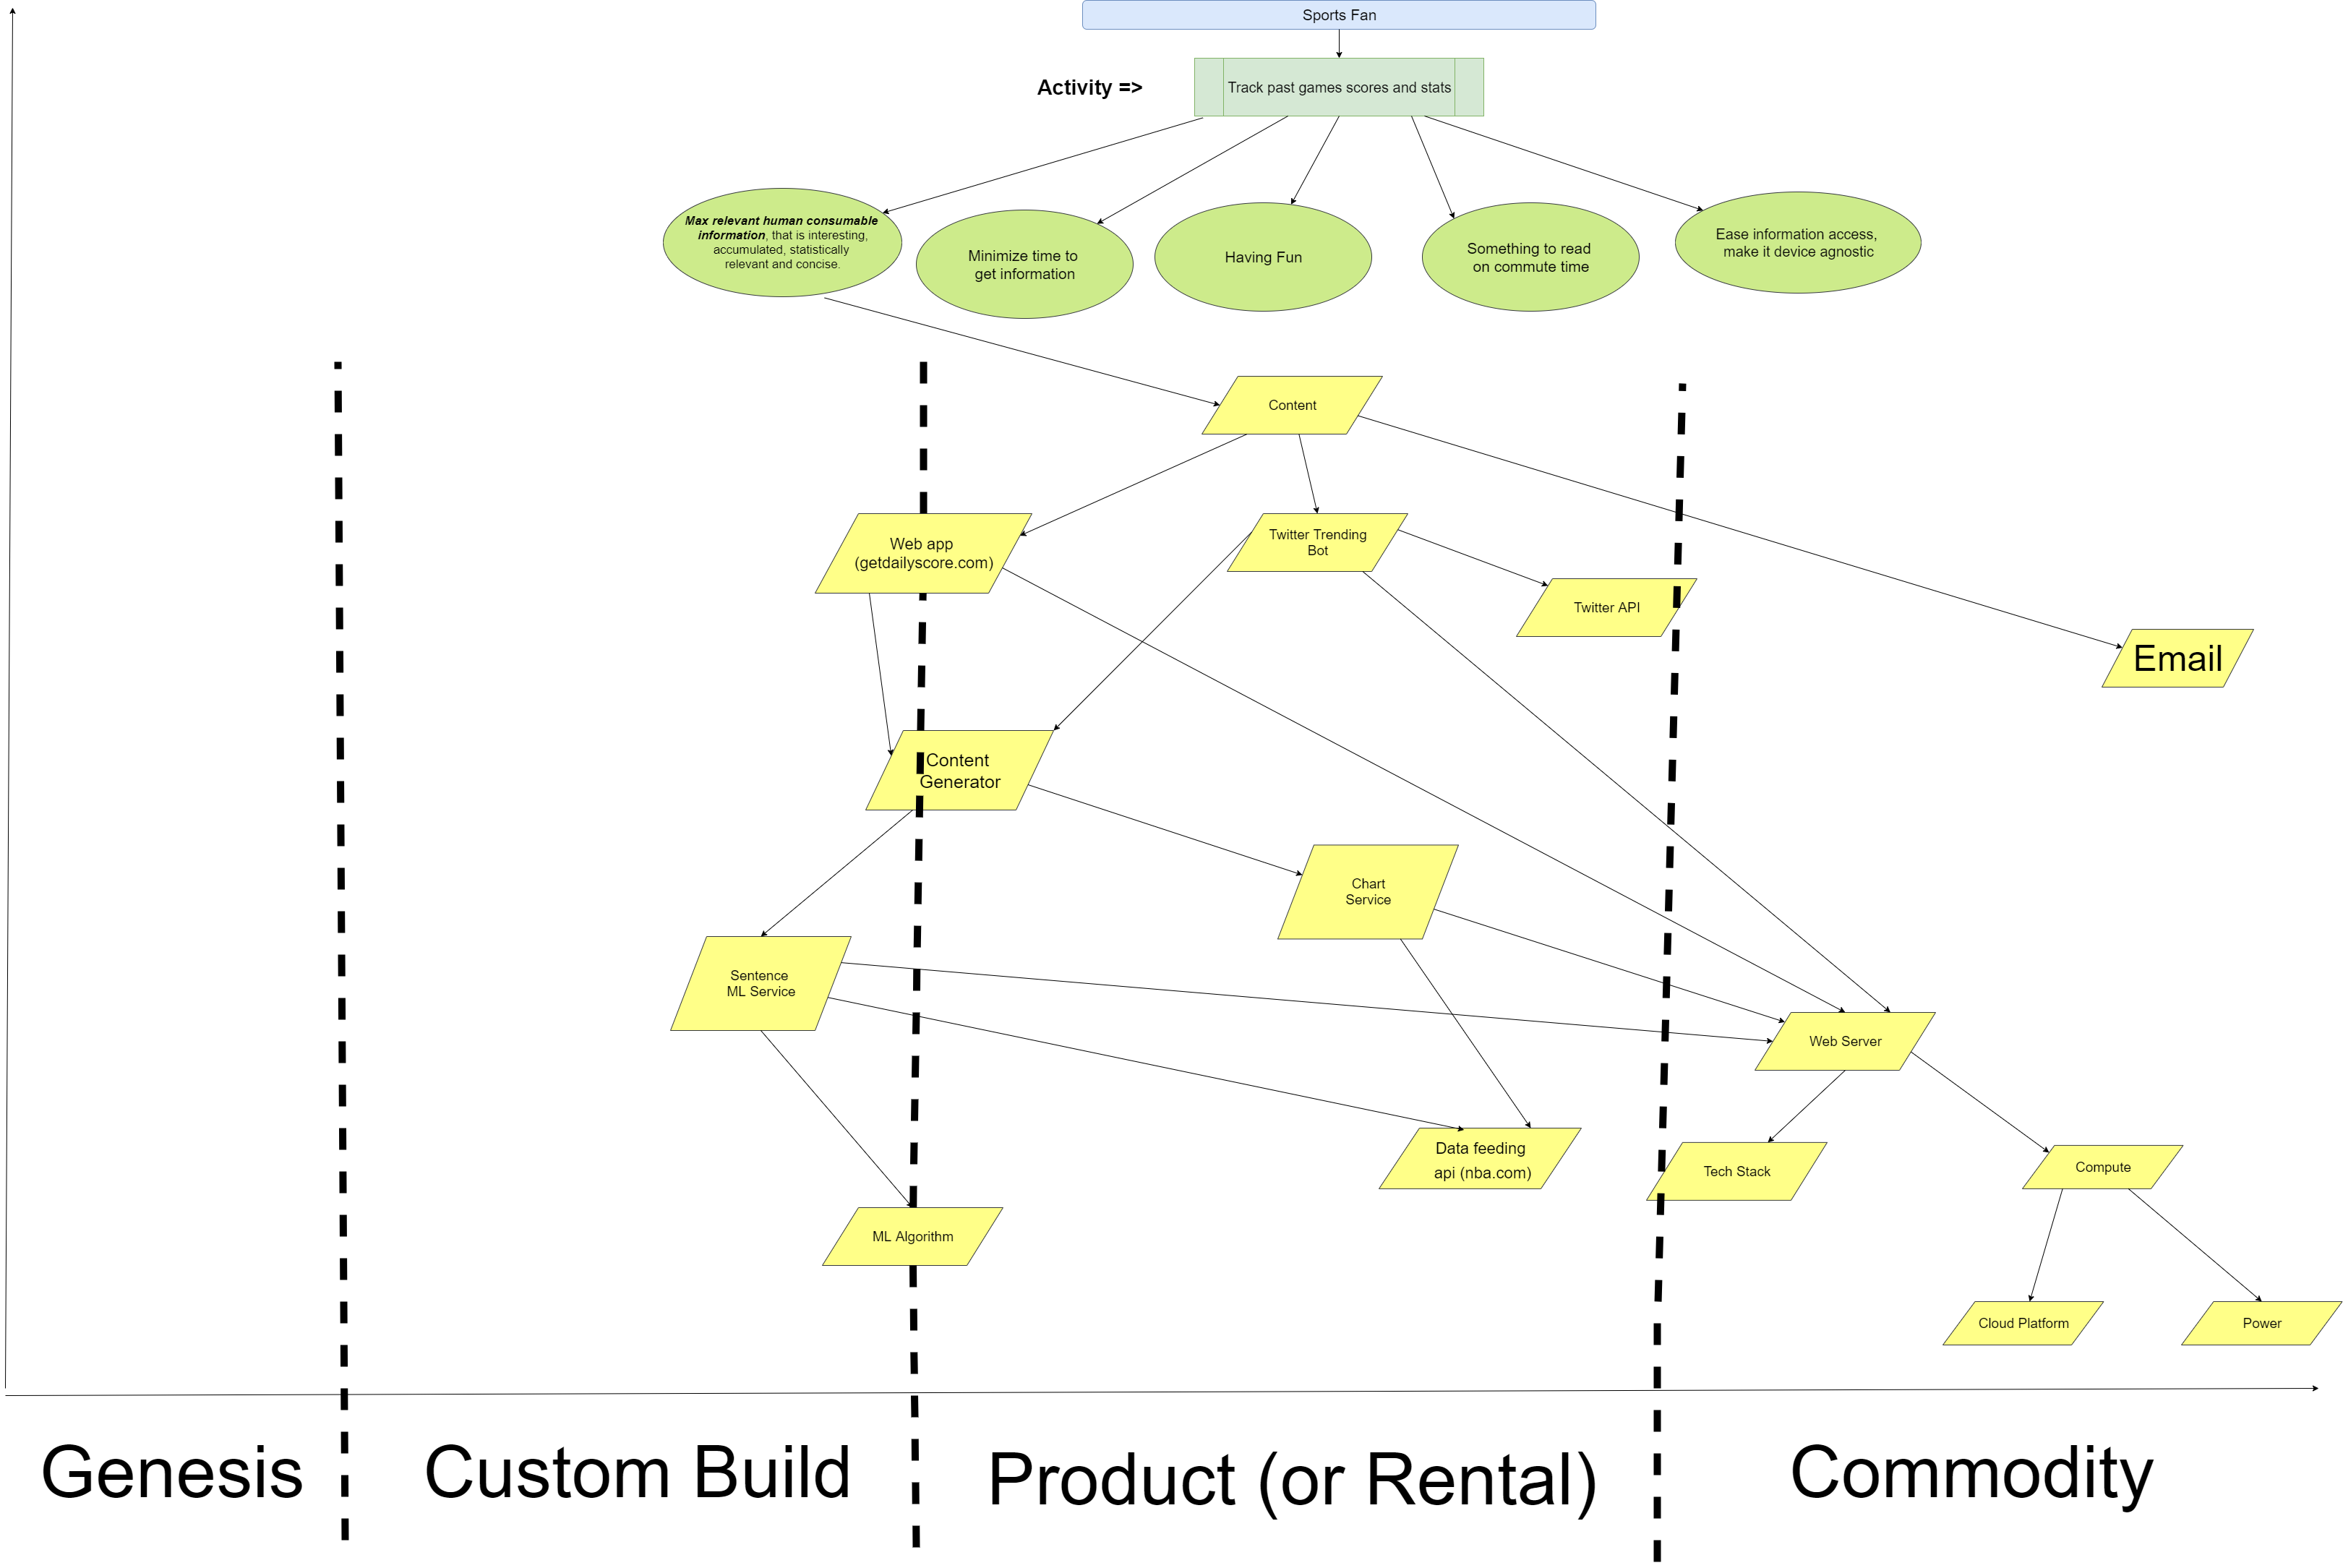 Sports Fan
Activity =>
Track past games scores and stats
Max relevant human consumable
information, that is interesting,
accumulated, statistically
relevant and concise.
Minimize time to
get information
Having Fun
Something to read
on commute time
Ease information access,
make it device agnostic
Content
Web app
(getdailyscore.com)
Twitter Trending
Bot
Twitter API
Email
Content
Generator
Chart
Service
Sentence
ML Service
Web Server
Data feeding
api (nba.com)
Tech Stack
Compute
ML Algorithm
Cloud Platform
Power
Genesis
Custom Build
Product (or Rental)
Commodity